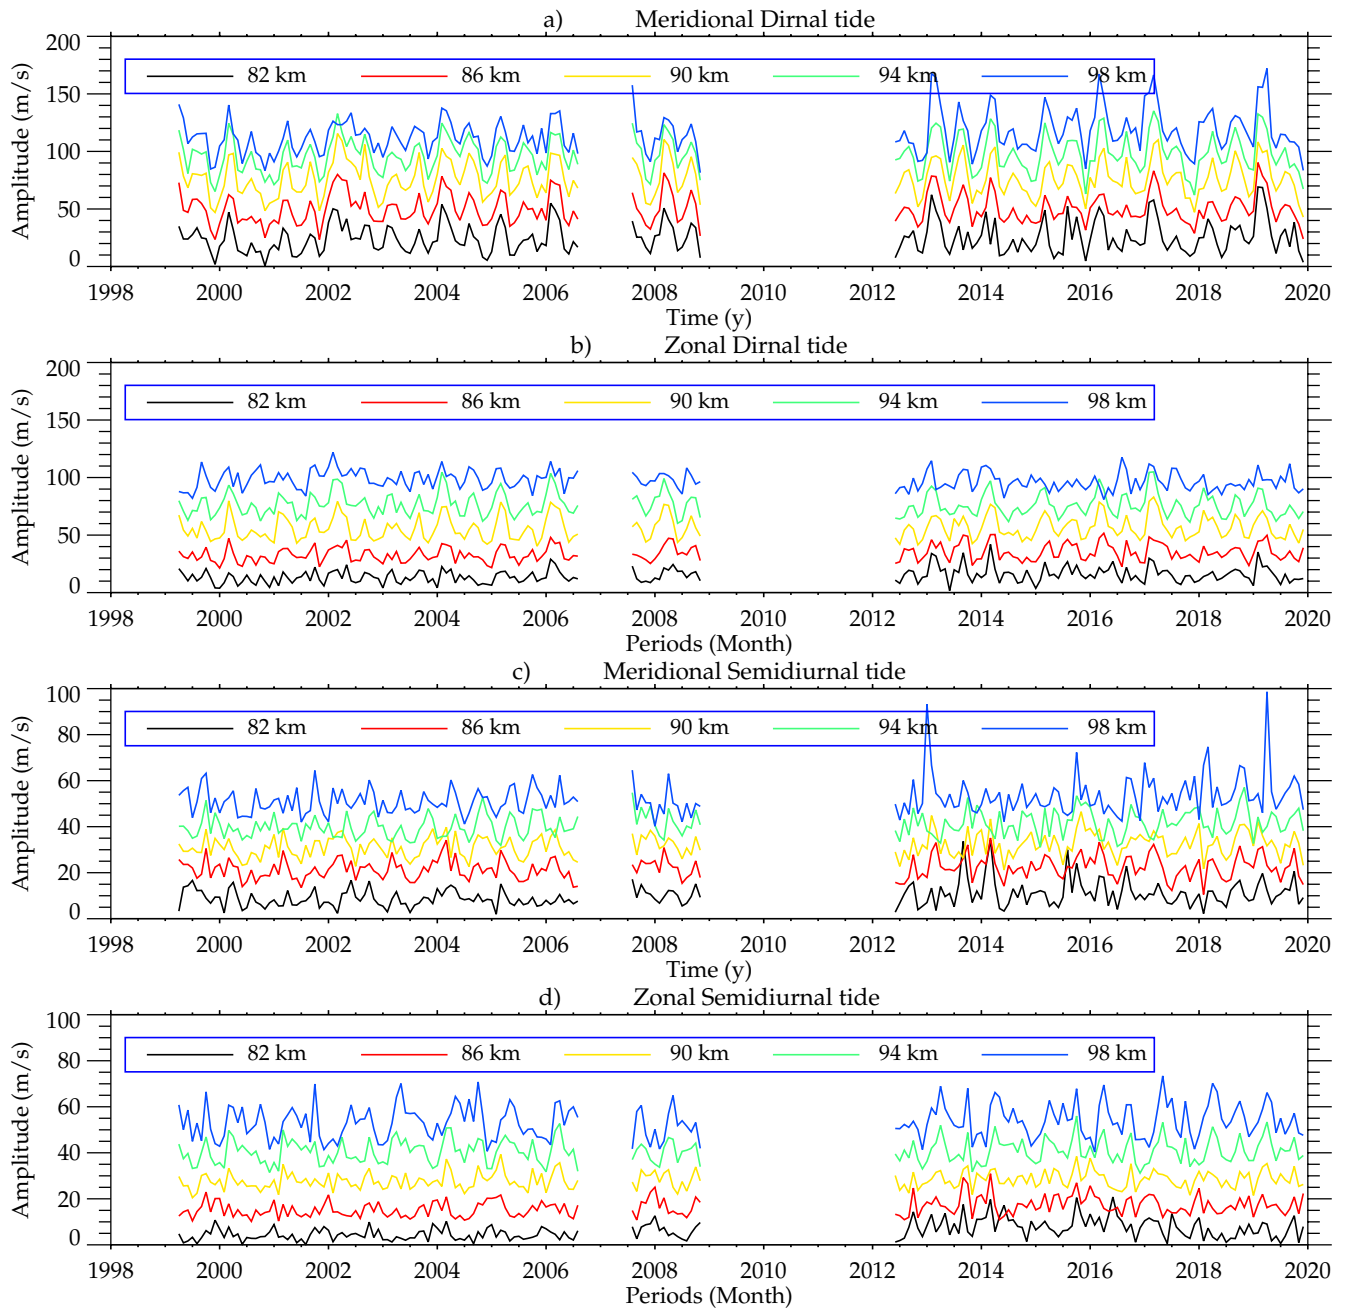 a) Meridional Dirnal tide
200
150
100
50
0
Amplitude (m/s)
82 km 86 km 90 km 94 km 98 km
1998 2000 2002 2004 2006 2008 2010 2012 2014 2016 2018 2020
Time (y)
b) Zonal Dirnal tide
200
150
100
50
0
Amplitude (m/s)
82 km 86 km 90 km 94 km 98 km
1998 2000 2002 2004 2006 2008 2010 2012 2014 2016 2018 2020
Periods (Month)
c) Meridional Semidiurnal tide
100
80
60
40
20
0
Amplitude (m/s)
82 km 86 km 90 km 94 km 98 km
1998 2000 2002 2004 2006 2008 2010 2012 2014 2016 2018 2020
Time (y)
d) Zonal Semidiurnal tide
100
80
60
40
20
0
Amplitude (m/s)
82 km 86 km 90 km 94 km 98 km
1998 2000 2002 2004 2006 2008 2010 2012 2014 2016 2018 2020
Periods (Month)